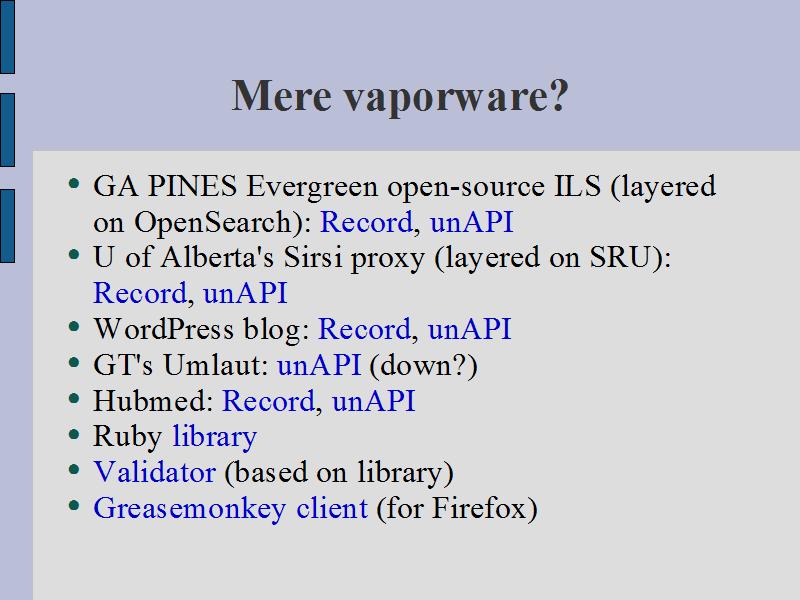 Mere vaporware?
GA PINES Evergreen open-source ILS (layered
on OpenSearch): Record, unAPI
U of Alberta's Sirsi proxy (layered on SRU):
Record, unAPI
WordPress blog: Record, unAPI
GT's Umlaut: unAPI (down?)
Hubmed: Record, unAPI
Ruby library
Validator (based on library)
Greasemonkey client (for Firefox)